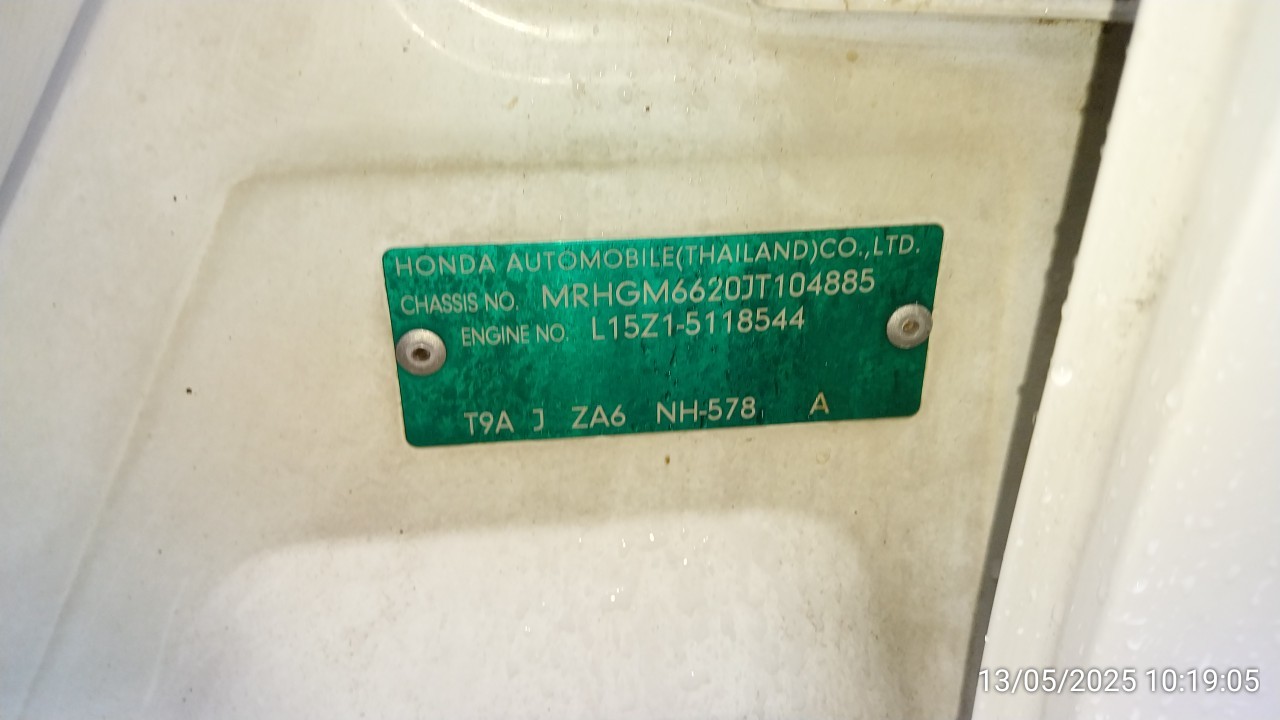 HONDA AUTOMOBILE(THAILAND)CO.,LTD.
CHASSIS NO. MRHGM6620JT104885
ENGINE NO. L15Z1-5118544
T9A J ZA6 NH-578 A
13/05/2025 10:19:05